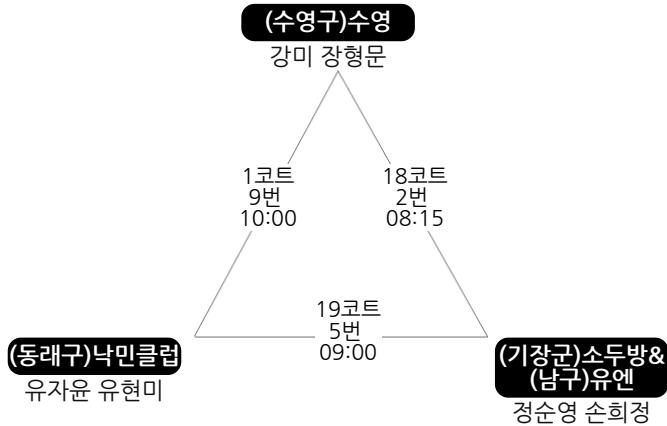 (수영구)수영
강미 장형문
1코트
9번
10:00
18코트
2번
08:15
19코트
5번
09:00
(동래구)낙민클럽
유자윤 유현미
(기장군)소두방&
(남구)유엔
정순영 손희정